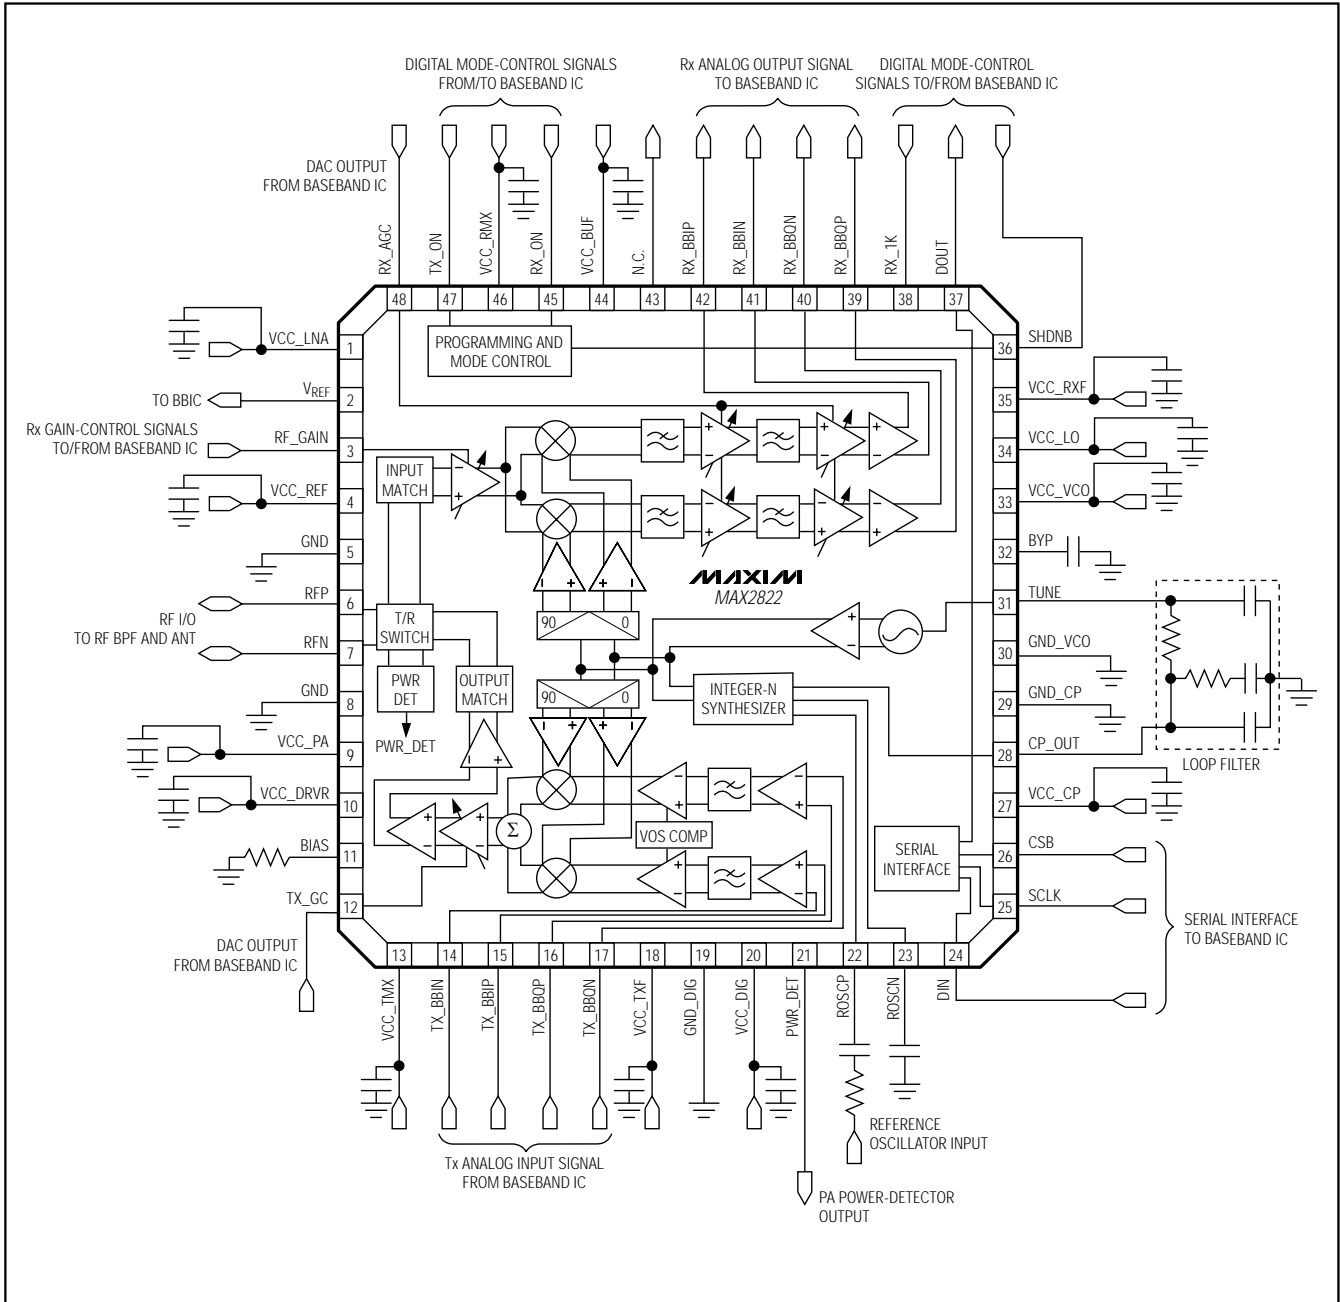 DIGITAL MODE-CONTROL SIGNALS
FROM/TO BASEBAND IC
Rx ANALOG OUTPUT SIGNAL
TO BASEBAND IC
DIGITAL MODE-CONTROL
SIGNALS TO/FROM BASEBAND IC
DAC OUTPUT
FROM BASEBAND IC
RX_AGC
TX_ON
VCC_RMX
RX_ON
VCC_BUF
N.C.
RX_BBIP
RX_BBIN
RX_BBQN
RX_BBQP
RX_1K
DOUT
48
47
46
45
44
43
42
41
40
39
38
37
VCC_LNA
1
VREF
2
TO BBIC
Rx GAIN-CONTROL SIGNALS
TO/FROM BASEBAND IC
RF_GAIN
3
VCC_REF
4
GND
5
RFP
6
RF I/O
TO RF BPF AND ANT
RFN
7
GND
8
VCC_PA
9
VCC_DRVR
10
BIAS
11
TX_GC
12
DAC OUTPUT
FROM BASEBAND IC
PROGRAMMING AND
MODE CONTROL
INPUT
MATCH
T/R
SWITCH
PWR
DET
OUTPUT
MATCH
PWR_DET
90
0
90
0
MAXIM
MAX2822
INTEGER-N
SYNTHESIZER
Σ
VOS COMP
SERIAL
INTERFACE
36
SHDNB
35
VCC_RXF
34
VCC_LO
33
VCC_VCO
32
BYP
31
TUNE
30
GND_VCO
29
GND_CP
28
CP_OUT
LOOP FILTER
27
VCC_CP
26
CSB
25
SCLK
SERIAL INTERFACE
TO BASEBAND IC
13
14
15
16
17
18
19
20
21
22
23
24
VCC_TMX
TX_BBIN
TX_BBIP
TX_BBQP
TX_BBQN
VCC_TXF
GND_DIG
VCC_DIG
PWR_DET
ROSCP
ROSCN
DIN
Tx ANALOG INPUT SIGNAL
FROM BASEBAND IC
REFERENCE
OSCILLATOR INPUT
PA POWER-DETECTOR
OUTPUT